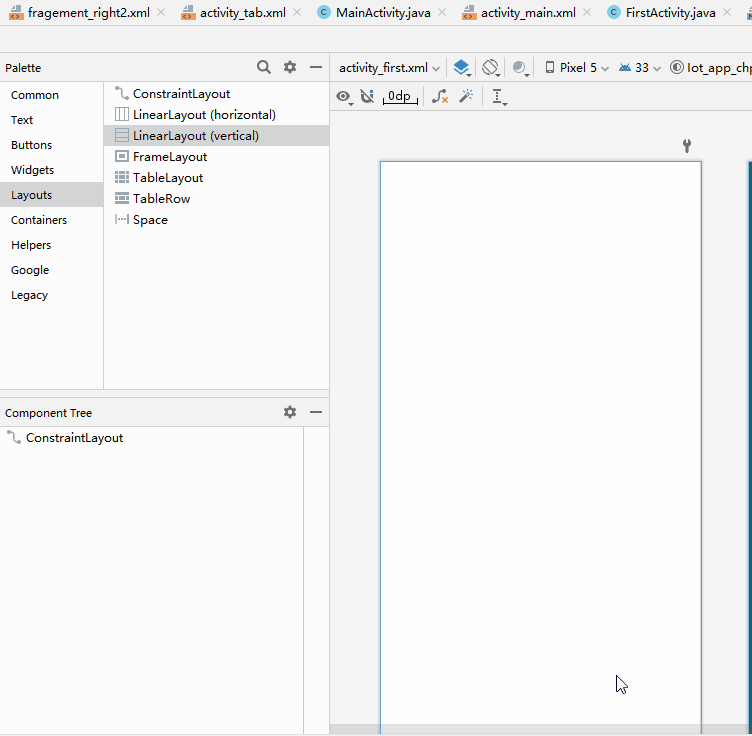 fragement_right2.xml activity_tab.xml MainActivity.java activity_main.xml FirstActivity.java
Palette
activity_first.xml Pixel 5 33 Iot_app_chp
0dp
Common
Text
Buttons
Widgets
Layouts
Containers
Helpers
Google
Legacy
ConstraintLayout
LinearLayout (horizontal)
LinearLayout (vertical)
FrameLayout
TableLayout
TableRow
Space
Component Tree
ConstraintLayout